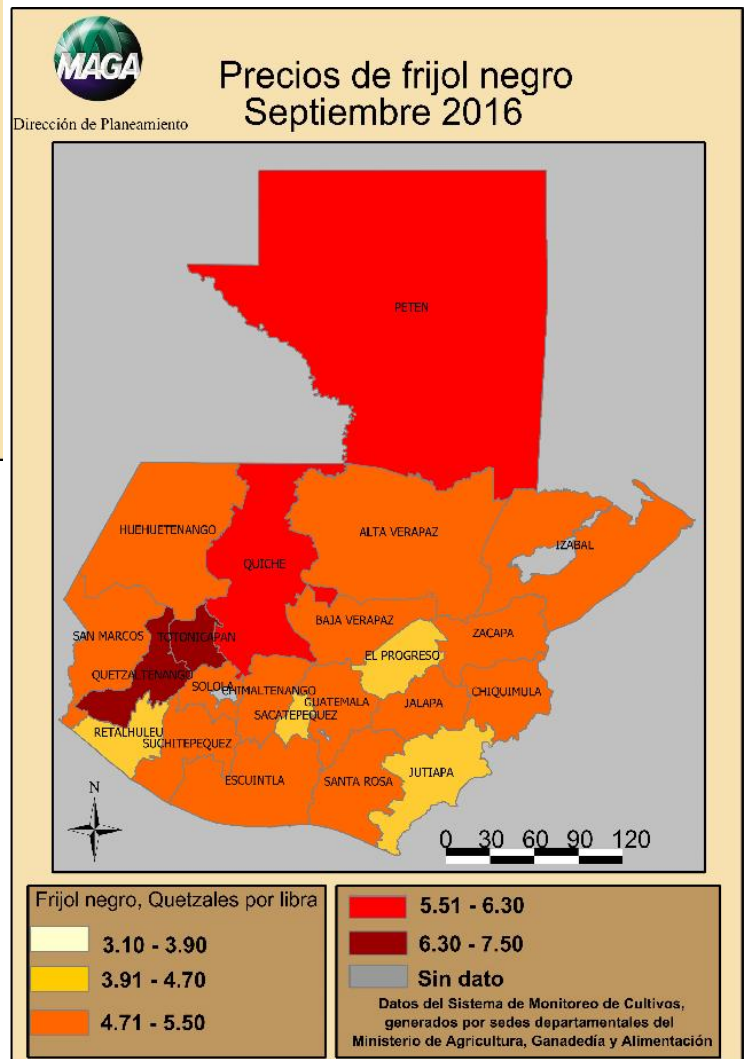 MAGA
Dirección de Planeamiento
Precios de frijol negro
Septiembre 2016
PETEN
HUEHUETENANGO
ALTA VERAPAZ
IZABAL
QUICHE
BAJA VERAPAZ
ZACAPA
SAN MARCOS
TOTONICAPAN
EL PROGRESO
QUETZALTENANGO
SOLOLA
CHIMALTENANGO
GUATEMALA
JALAPA
CHIQUIMULA
SACATEPEQUEZ
RETALHULEU
SUCHITEPEQUEZ
JUTIAPA
ESCUINTLA
SANTA ROSA
N
0 30 60 90 120
Frijol negro, Quetzales por libra
3.10 - 3.90
3.91 - 4.70
4.71 - 5.50
5.51 - 6.30
6.30 - 7.50
Sin dato
Datos del Sistema de Monitoreo de Cultivos,
generados por sedes departamentales del
Ministerio de Agricultura, Ganadedía y Alimentación